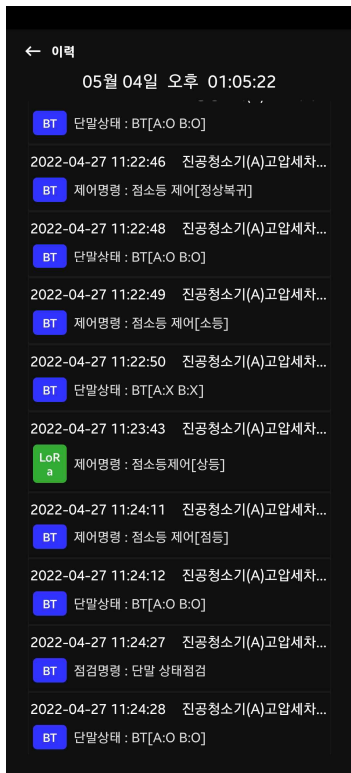 ← 이력
05월 04일 오후 01:05:22
BT 단말상태 : BT[A:O B:O]
2022-04-27 11:22:46 진공청소기(A)고압세차...
BT 제어명령 : 점소등 제어[정상복귀]
2022-04-27 11:22:48 진공청소기(A)고압세차...
BT 단말상태 : BT[A:O B:O]
2022-04-27 11:22:49 진공청소기(A)고압세차...
BT 제어명령 : 점소등 제어[소등]
2022-04-27 11:22:50 진공청소기(A)고압세차...
BT 단말상태 : BT[A:X B:X]
2022-04-27 11:23:43 진공청소기(A)고압세차...
LoR
a 제어명령 : 점소등제어[상등]
2022-04-27 11:24:11 진공청소기(A)고압세차...
BT 제어명령 : 점소등 제어[점등]
2022-04-27 11:24:12 진공청소기(A)고압세차...
BT 단말상태 : BT[A:O B:O]
2022-04-27 11:24:27 진공청소기(A)고압세차...
BT 점검명령 : 단말 상태점검
2022-04-27 11:24:28 진공청소기(A)고압세차...
BT 단말상태 : BT[A:O B:O]